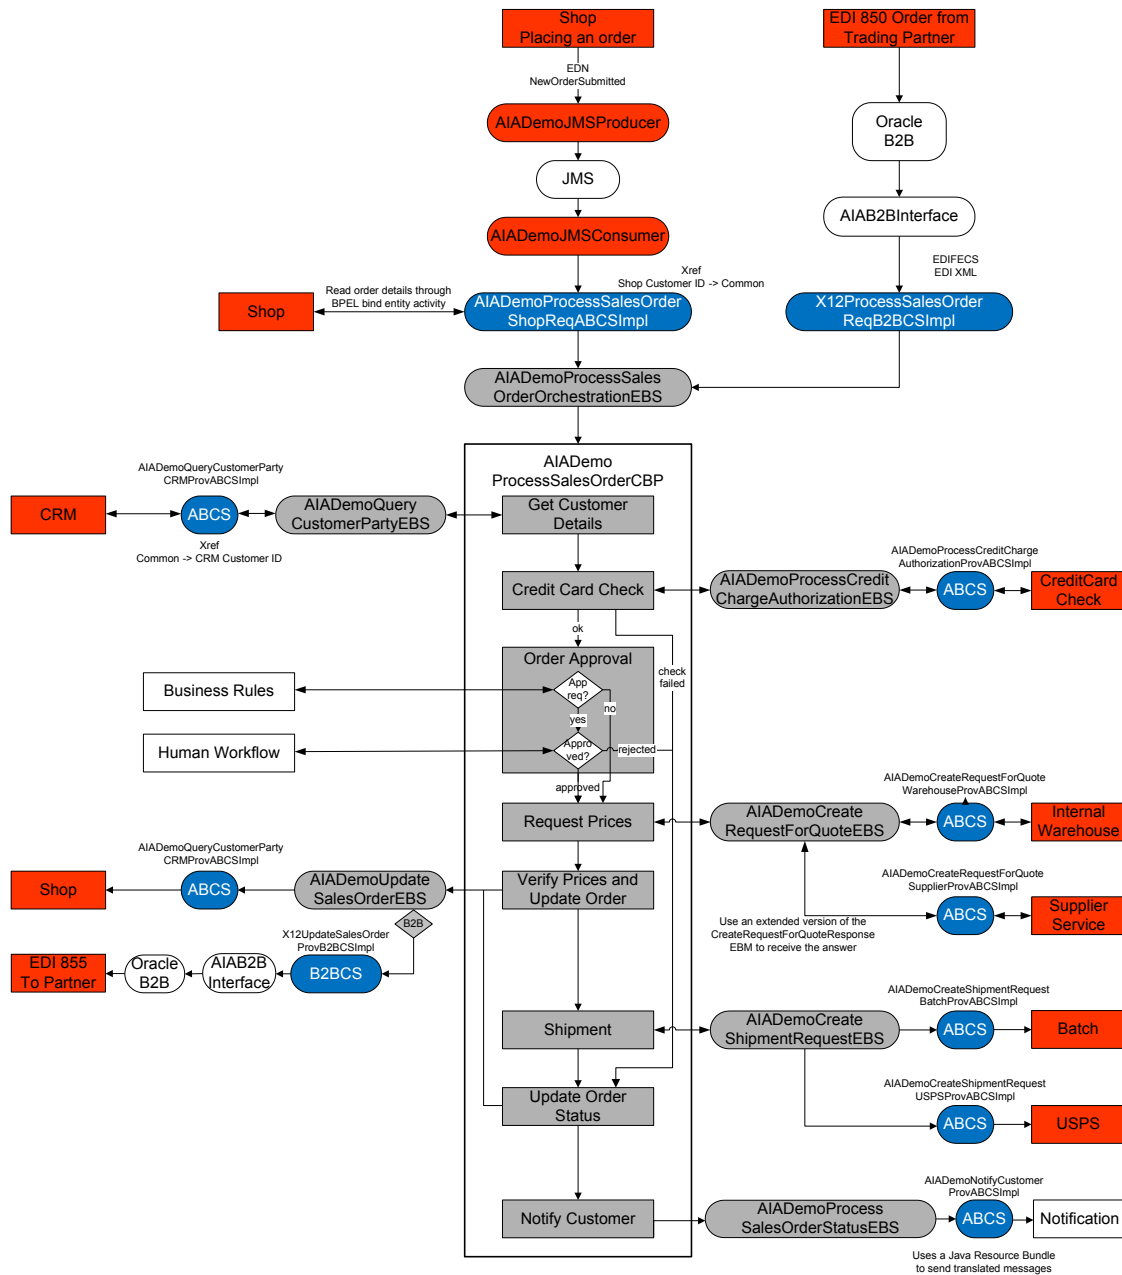 Shop
Placing an order
EDI 850 Order from
Trading Partner
EDN
NewOrderSubmitted
AIADemoJMSProducer
Oracle
B2B
JMS
AIAB2BInterface
AIADemoJMSConsumer
EDIFECS
EDI XML
Xref
Shop Customer ID -> Common
Read order details through
BPEL bind entity activity
Shop
AIADemoProcessSalesOrder
ShopReqABCSImpl
X12ProcessSalesOrder
ReqB2BCSImpl
AIADemoProcessSales
OrderOrchestrationEBS
AIADemo
ProcessSalesOrderCBP
AIADemoQueryCustomerParty
CRMProvABCSImpl
CRM
ABCS
AIADemoQuery
CustomerPartyEBS
Get Customer
Details
Xref
Common -> CRM Customer ID
AIADemoProcessCreditCharge
AuthorizationProvABCSImpl
Credit Card Check
AIADemoProcessCredit
ChargeAuthorizationEBS
ABCS
CreditCard
Check
ok
Order Approval
check
failed
Business Rules
App
req?
no
yes
Human Workflow
Appro
ved?
rejected
approved
AIADemoCreateRequestForQuote
WarehouseProvABCSImpl
Request Prices
AIADemoCreate
RequestForQuoteEBS
ABCS
Internal
Warehouse
AIADemoQueryCustomerParty
CRMProvABCSImpl
Shop
ABCS
AIADemoUpdate
SalesOrderEBS
Verify Prices and
Update Order
AIADemoCreateRequestForQuote
SupplierProvABCSImpl
ABCS
Supplier
Service
Use an extended version of the
CreateRequestForQuoteResponse
EBM to receive the answer
B2B
X12UpdateSalesOrder
ProvB2BCSImpl
EDI 855
To Partner
Oracle
B2B
AIAB2B
Interface
B2BCS
AIADemoCreateShipmentRequest
BatchProvABCSImpl
Shipment
AIADemoCreate
ShipmentRequestEBS
ABCS
Batch
AIADemoCreateShipmentRequest
USPSProvABCSImpl
Update Order
Status
ABCS
USPS
AIADemoNotifyCustomer
ProvABCSImpl
Notify Customer
AIADemoProcess
SalesOrderStatusEBS
ABCS
Notification
Uses a Java Resource Bundle
to send translated messages